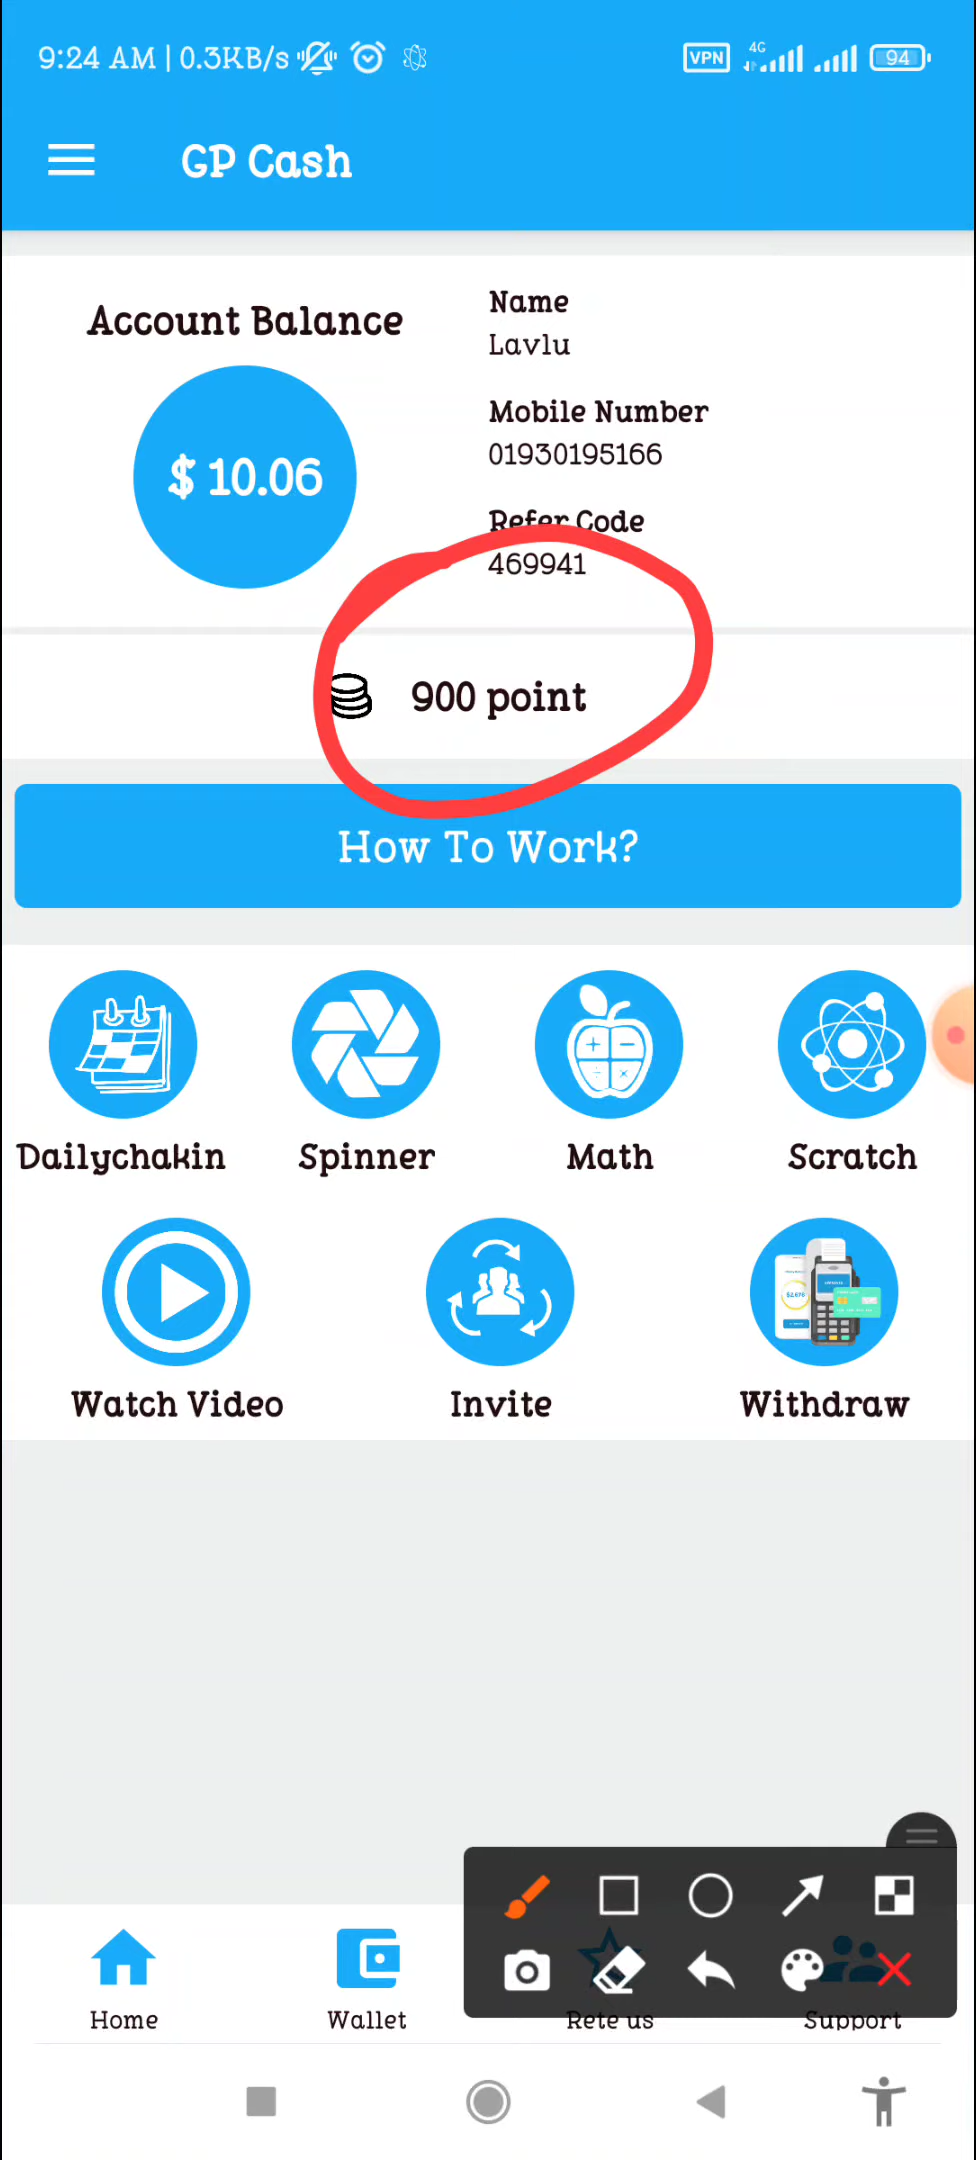 9:24 AM | 0.3KB/s
VPN
4G
94
GP Cash
Account Balance
$ 10.06
Name
Lavlu
Mobile Number
01930195166
Refer Code
469941
900 point
How To Work?
Dailychakin
Spinner
Math
Scratch
Watch Video
Invite
Withdraw
Home
Wallet
Rete us
Support